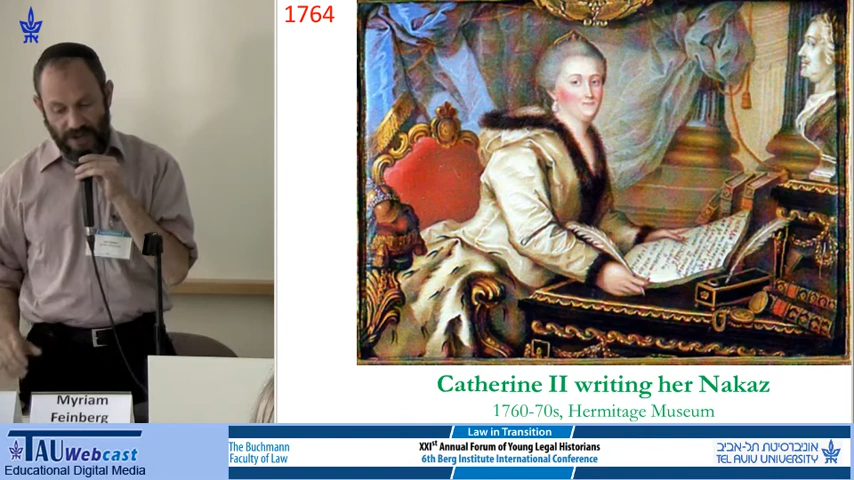 1764
Catherine II writing her Nakaz
1760-70s, Hermitage Museum
Myriam
Feinberg
TAU Webcast
Educational Digital Media
The Buchmann
Faculty of Law
Law in Transition
XXIst Annual Forum of Young Legal Historians
6th Berg Institute International Conference
אוניברסיטת תל-אביב
TEL AVIV UNIVERSITY